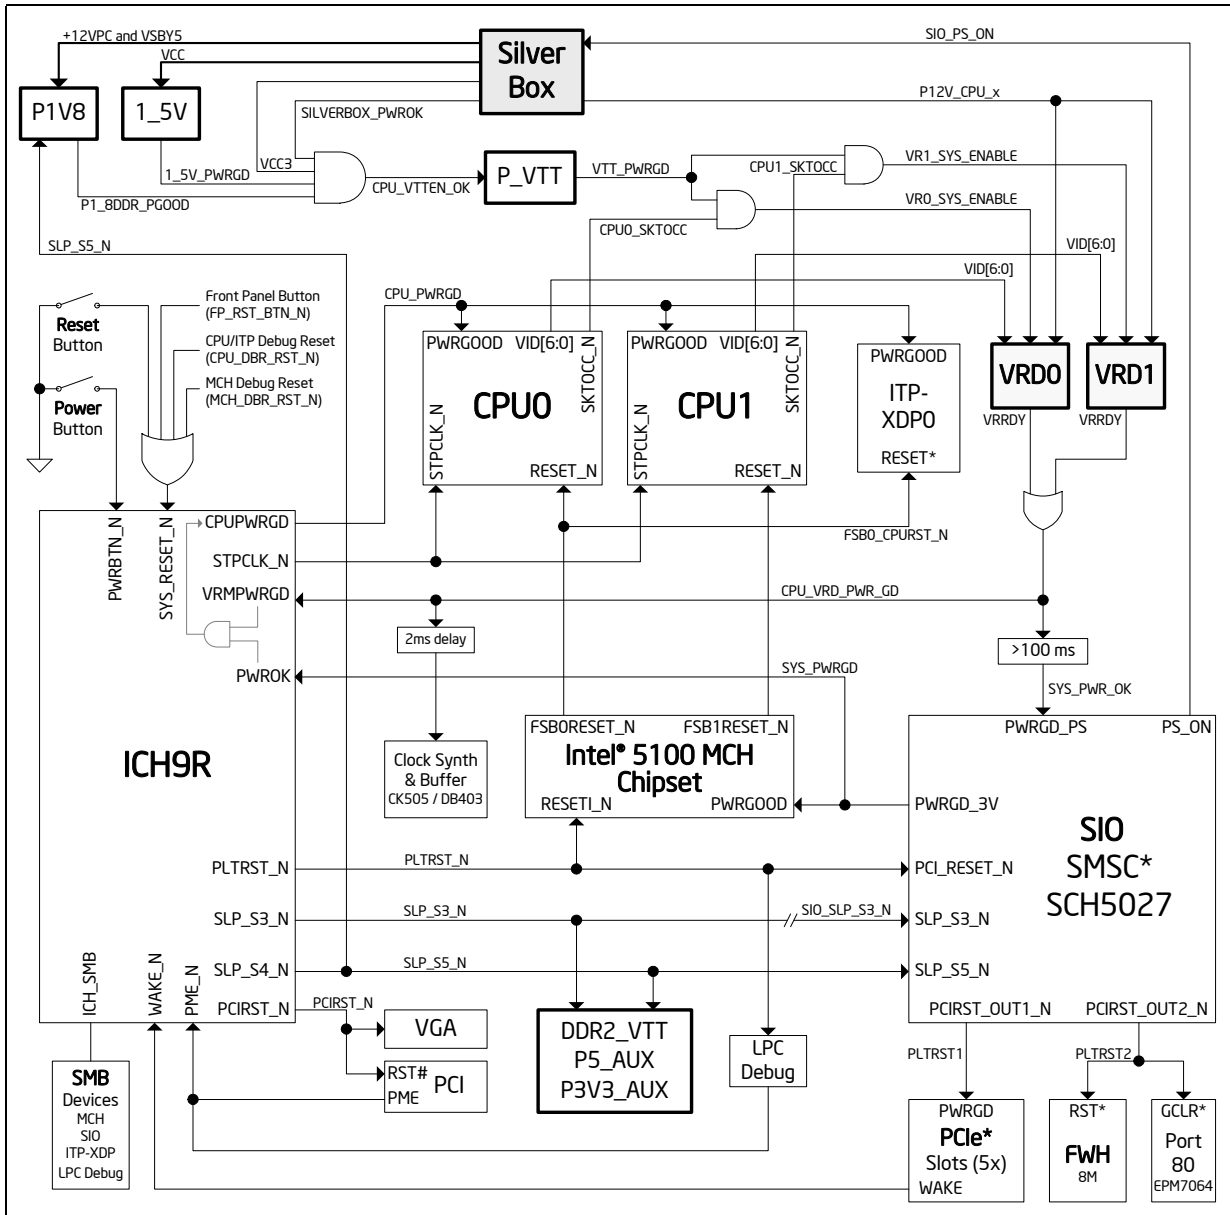 +12VPC and VSBY5
VCC
Silver
Box
SIO_PS_ON
P1V8
1_5V
SILVERBOX_PWROK
P12V_CPU_x
VCC3
1_5V_PWRGD
P1_8DDR_PGOOD
CPU_VTTEN_OK
P_VTT
VTT_PWRGD
CPU1_SKTOCC
VR1_SYS_ENABLE
VR0_SYS_ENABLE
CPU0_SKTOCC
SLP_S5_N
VID[6:0]
VID[6:0]
Reset
Button
Front Panel Button
(FP_RST_BTN_N)
CPU/ITP Debug Reset
(CPU_DBR_RST_N)
MCH Debug Reset
(MCH_DBR_RST_N)
Power
Button
CPU_PWRGD
PWRGOOD
VID[6:0]
SKTOCC_N
CPU0
STPCLK_N
RESET_N
PWRGOOD
VID[6:0]
SKTOCC_N
CPU1
STPCLK_N
RESET_N
PWRGOOD
ITP-
XDP0
RESET*
VRD0
VRD1
VRRDY
VRRDY
FSB0_CPURST_N
PWRBTN_N
SYS_RESET_N
CPUPWRGD
STPCLK_N
VRMPWRGD
CPU_VRD_PWR_GD
2ms delay
>100 ms
PWROK
SYS_PWRGD
SYS_PWR_OK
ICH9R
Clock Synth
& Buffer
CK505 / DB403
FSB0RESET_N
FSB1RESET_N
Intel® 5100 MCH
Chipset
RESETI_N
PWRGOOD
PWRGD_PS
PS_ON
PWRGD_3V
SIO
SMSC*
SCH5027
PLTRST_N
PLTRST_N
PCI_RESET_N
SLP_S3_N
SLP_S3_N
SIO_SLP_S3_N
SLP_S3_N
SLP_S4_N
SLP_S5_N
SLP_S5_N
ICH_SMB
WAKE_N
PME_N
PCIRST_N
PCIRST_N
PCIRST_OUT1_N
PCIRST_OUT2_N
VGA
RST#
PCI
PME
DDR2_VTT
P5_AUX
P3V3_AUX
LPC
Debug
PLTRST1
PLTRST2
SMB
Devices
MCH
SIO
ITP-XDP
LPC Debug
PWRGD
PCIe*
Slots (5x)
WAKE
RST*
FWH
8M
GCLR*
Port
80
EPM7064